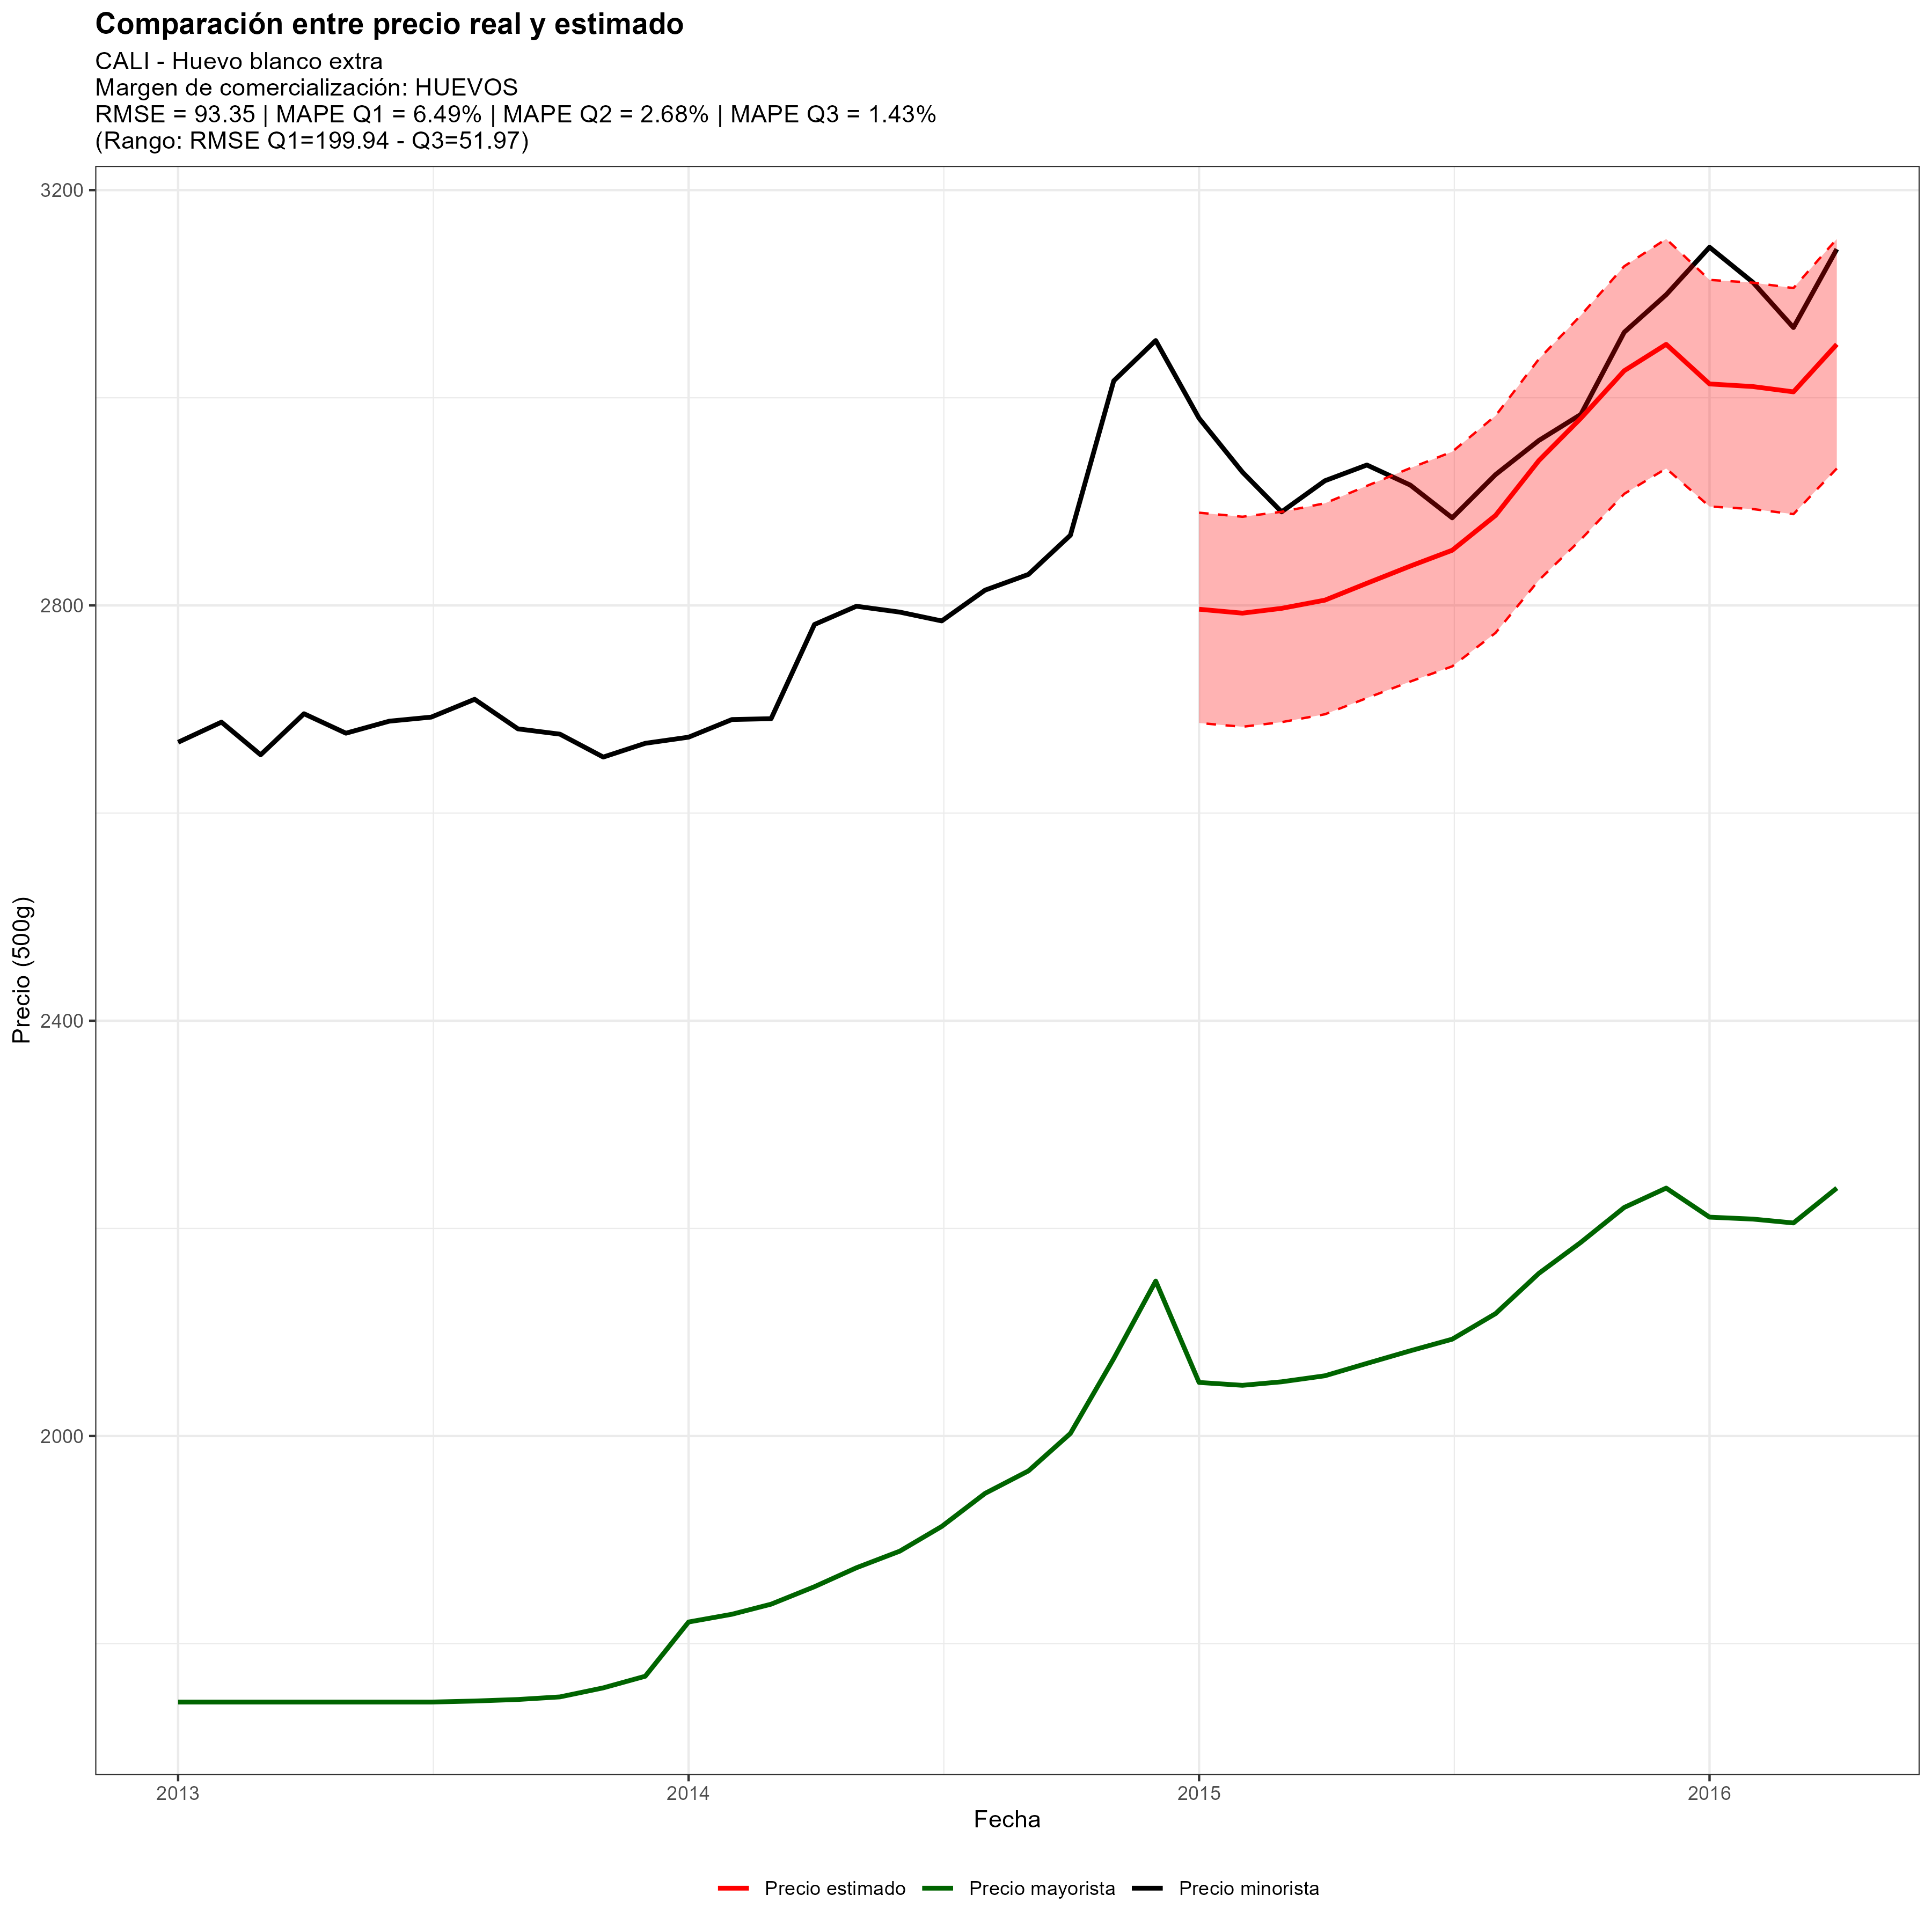 Comparación entre precio real y estimado
CALI - Huevo blanco extra
Margen de comercialización: HUEVOS
RMSE = 93.35 | MAPE Q1 = 6.49% | MAPE Q2 = 2.68% | MAPE Q3 = 1.43%
(Rango: RMSE Q1=199.94 - Q3=51.97)
3200
2800
2400
2000
Precio (500g)
2013
2014
2015
2016
Fecha
Precio estimado
Precio mayorista
Precio minorista